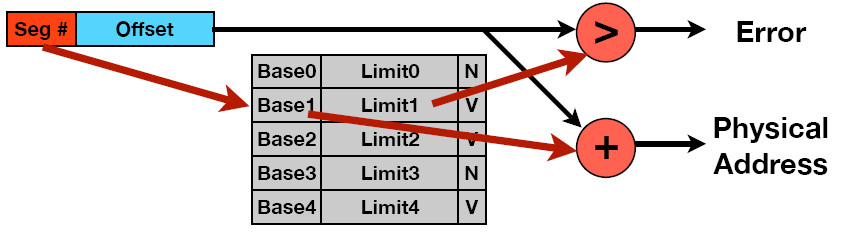 Seg # Offset
> Error
Base0 Limit0 N
Base1 Limit1 V
Base2 Limit2 V
Base3 Limit3 N
Base4 Limit4 V
+ Physical
Address